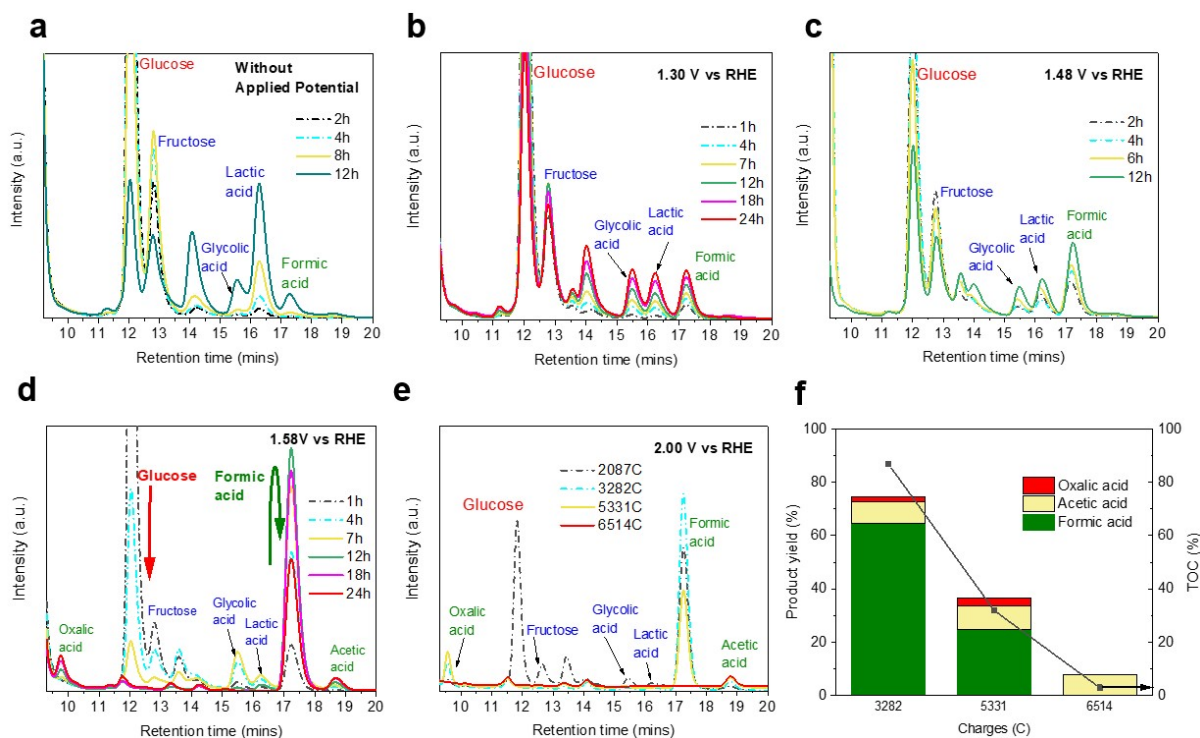 a
Without
Applied Potential
Glucose
Fructose
Lactic
acid
Glycolic
acid
Formic
acid
2h
4h
8h
12h
Intensity (a.u.)
10 11 12 13 14 15 16 17 18 19 20
Retention time (mins)
b
1.30 V vs RHE
Glucose
Fructose
Glycolic
acid
Lactic
acid
Formic
acid
1h
4h
7h
12h
18h
24h
Intensity (a.u.)
10 11 12 13 14 15 16 17 18 19 20
Retention time (mins)
c
1.48 V vs RHE
Glucose
Fructose
Glycolic
acid
Lactic
acid
Formic
acid
2h
4h
6h
12h
Intensity (a.u.)
10 11 12 13 14 15 16 17 18 19 20
Retention time (mins)
d
1.58V vs RHE
Glucose
Formic
acid
Oxalic
acid
Fructose
Glycolic
acid
Lactic
acid
Acetic
acid
1h
4h
7h
12h
18h
24h
Intensity (a.u.)
10 11 12 13 14 15 16 17 18 19 20
Retention time (mins)
e
2.00 V vs RHE
2087C
3282C
5331C
6514C
Glucose
Formic
acid
Oxalic
acid
Fructose
Glycolic
acid
Lactic
acid
Acetic
acid
Intensity (a.u.)
10 11 12 13 14 15 16 17 18 19 20
Retention time (mins)
f
Oxalic acid
Acetic acid
Formic acid
Product yield (%)
100
80
60
40
20
0
TOC (%)
100
80
60
40
20
0
3282 5331 6514
Charges (C)